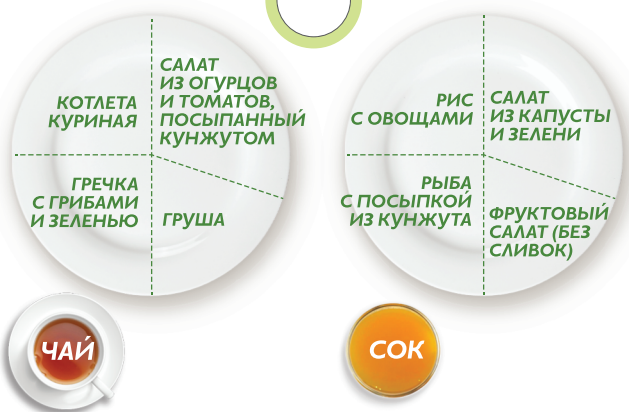 КОТЛЕТА
КУРИНАЯ
САЛАТ
ИЗ ОГУРЦОВ
И ТОМАТОВ,
ПОСЫПАННЫЙ
КУНЖУТОМ
ГРЕЧКА
С ГРИБАМИ
И ЗЕЛЕНЬЮ
ГРУША
ЧАЙ
РИС
С ОВОЩАМИ
САЛАТ
ИЗ КАПУСТЫ
И ЗЕЛЕНИ
РЫБА
С ПОСЫПКОЙ
ИЗ КУНЖУТА
ФРУКТОВЫЙ
САЛАТ (БЕЗ
СЛИВОК)
СОК